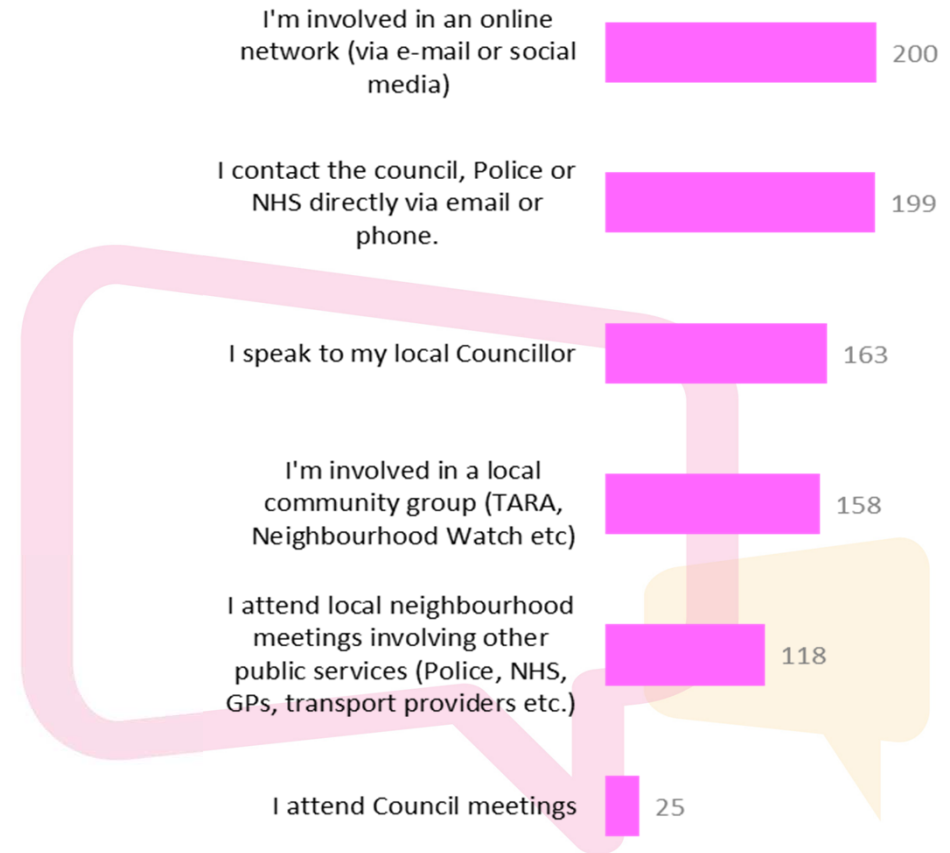 I'm involved in an online
network (via e-mail or social
media)
200
I contact the council, Police or
NHS directly via email or
phone.
199
I speak to my local Councillor
163
I'm involved in a local
community group (TARA,
Neighbourhood Watch etc)
158
I attend local neighbourhood
meetings involving other
public services (Police, NHS,
GPs, transport providers etc.)
118
I attend Council meetings
25